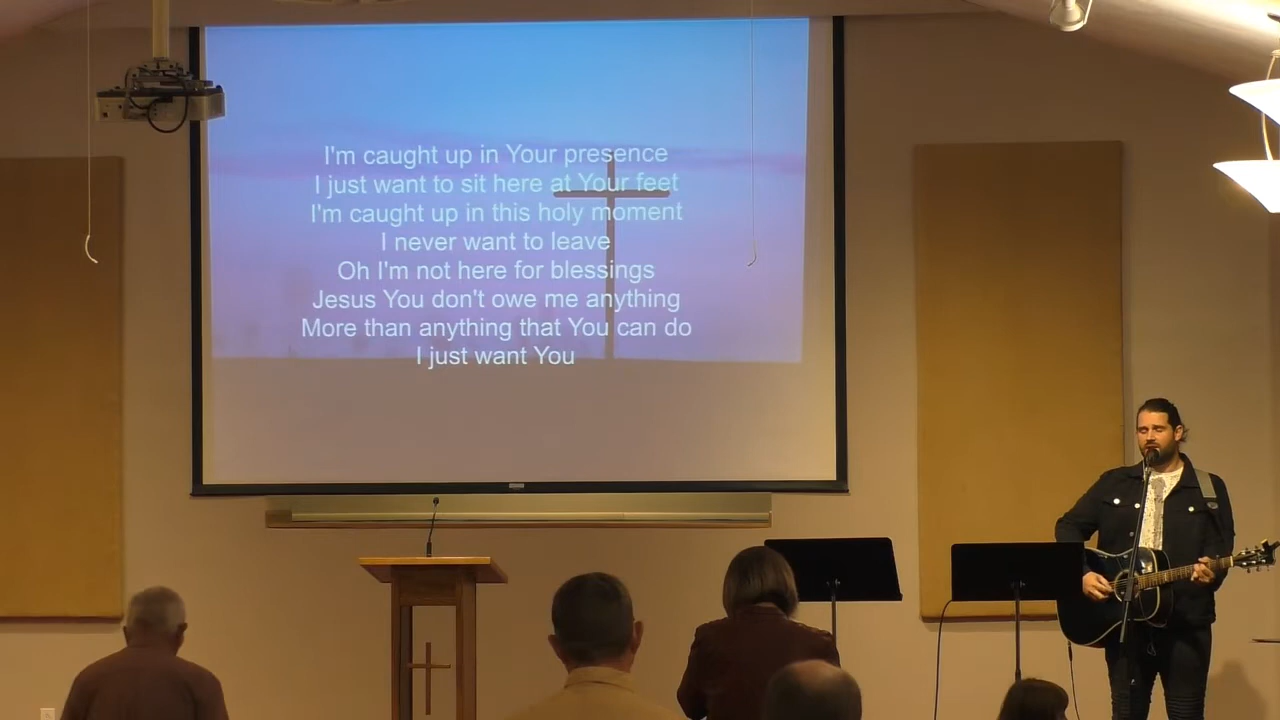 I'm caught up in Your presence
I just want to sit here at Your feet
I'm caught up in this holy moment
I never want to leave
Oh I'm not here for blessings
Jesus You don't owe me anything
More than anything that You can do
I just want You